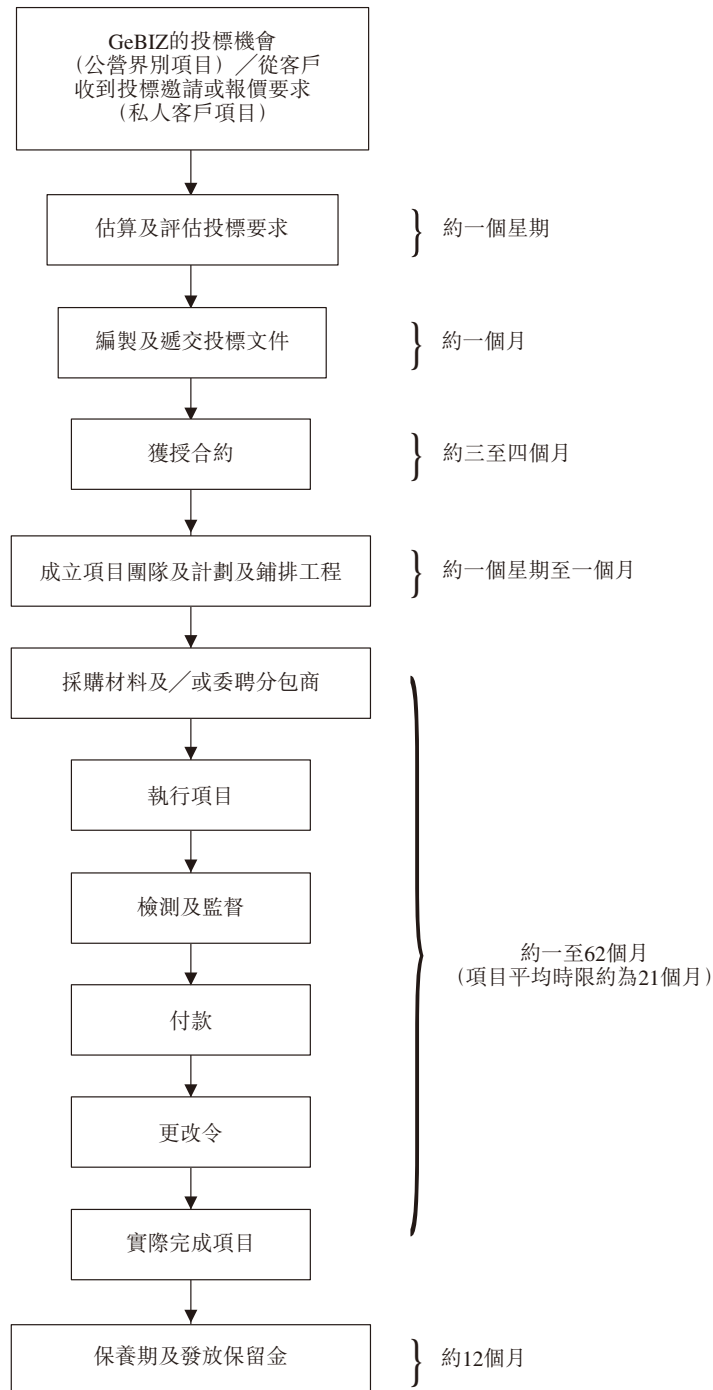 GeBIZ的投標機會
（公營界別項目）╱從客戶
收到投標邀請或報價要求
（私人客戶項目）
估算及評估投標要求
約一個星期
編製及遞交投標文件
約一個月
獲授合約
約三至四個月
成立項目團隊及計劃及鋪排工程
約一個星期至一個月
採購材料及╱或委聘分包商
執行項目
檢測及監督
付款
更改令
實際完成項目
約一至62個月
（項目平均時限約為21個月）
保養期及發放保留金
約12個月